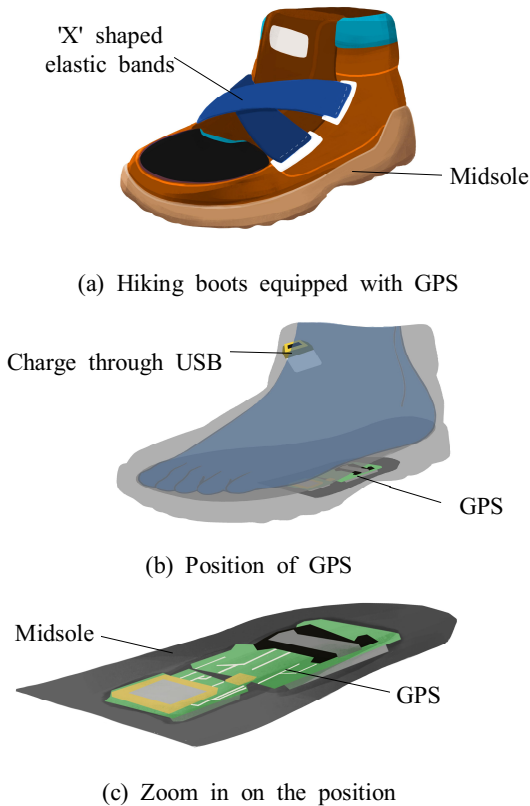 'X' shaped
elastic bands
Midsole
(a) Hiking boots equipped with GPS
Charge through USB
GPS
(b) Position of GPS
Midsole
GPS
(c) Zoom in on the position